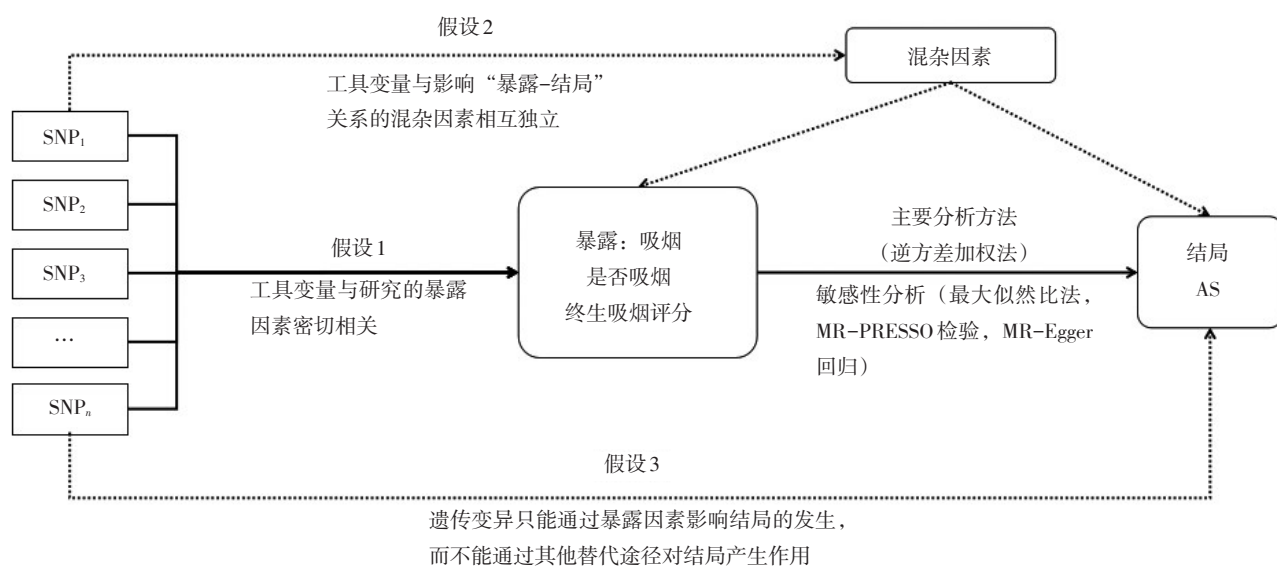 假设2
混杂因素
工具变量与影响“暴露-结局”
关系的混杂因素相互独立
SNP₁
SNP₂
SNP₃
…
SNPₙ
假设1
工具变量与研究的暴露
因素密切相关
暴露：吸烟
是否吸烟
终生吸烟评分
主要分析方法
（逆方差加权法）
敏感性分析（最大似然比法，
MR-PRESSO检验，MR-Egger
回归）
结局
AS
假设3
遗传变异只能通过暴露因素影响结局的发生，
而不能通过其他替代途径对结局产生作用